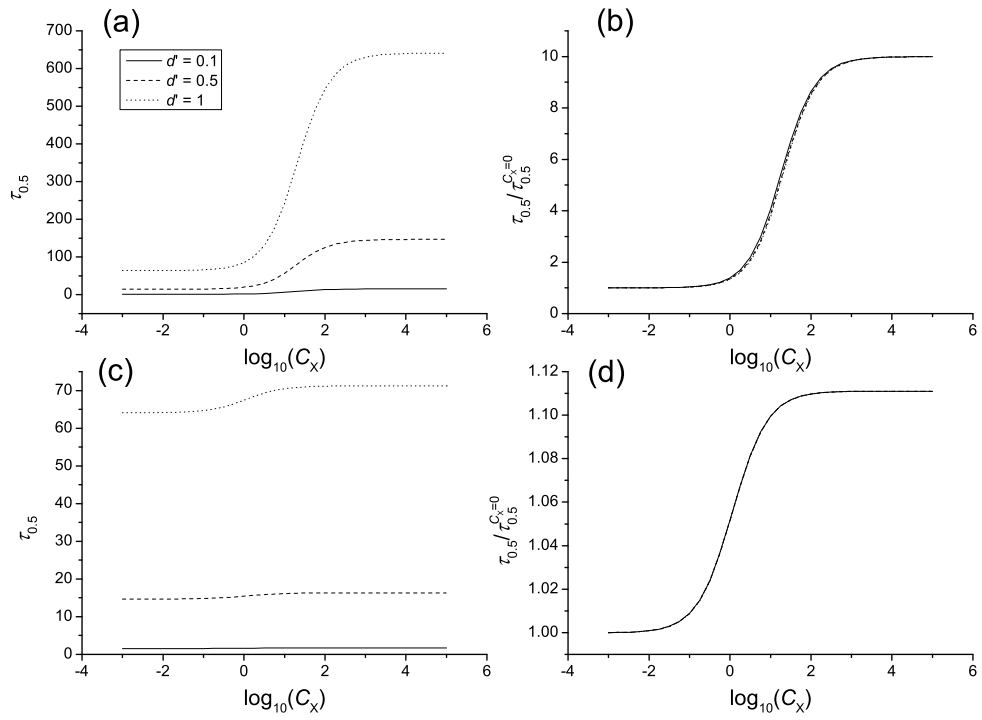 (a)
700
600
500
400
300
200
100
0
τ0.5
d' = 0.1
d' = 0.5
d' = 1
-4 -2 0 2 4 6
log10(CX)
(b)
10
8
6
4
2
0
τ0.5/τ0.5^CX=0
-4 -2 0 2 4 6
log10(CX)
(c)
70
60
50
40
30
20
10
0
τ0.5
-4 -2 0 2 4 6
log10(CX)
(d)
1.12
1.10
1.08
1.06
1.04
1.02
1.00
τ0.5/τ0.5^CX=0
-4 -2 0 2 4 6
log10(CX)